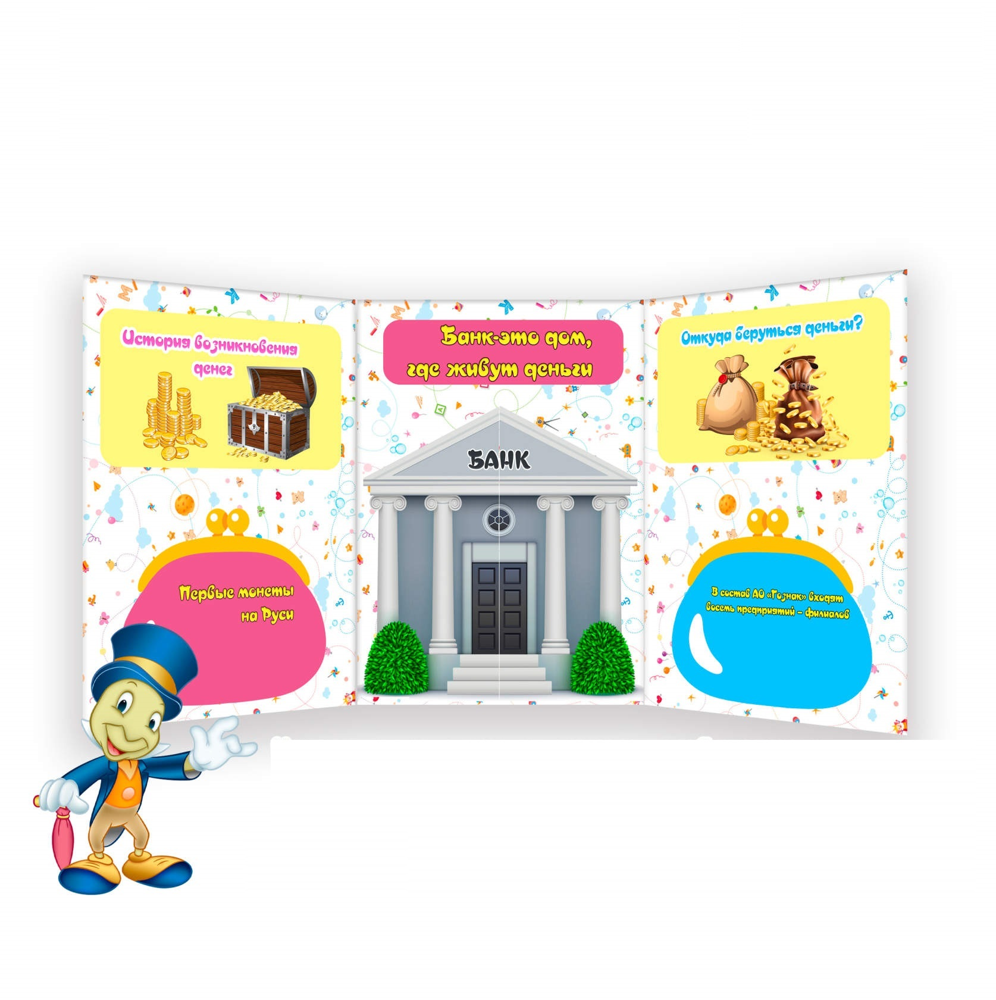 История возникновения
денег
Первые монеты
на Руси
Банк-это дом,
где живут деньги
БАНК
Откуда беруться деньги?
В состав АО «Гознак» входят
восемь предприятий – филиалов